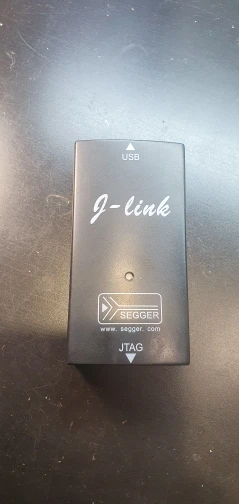 USB
J-link
SEGGER
www. segger. com
JTAG